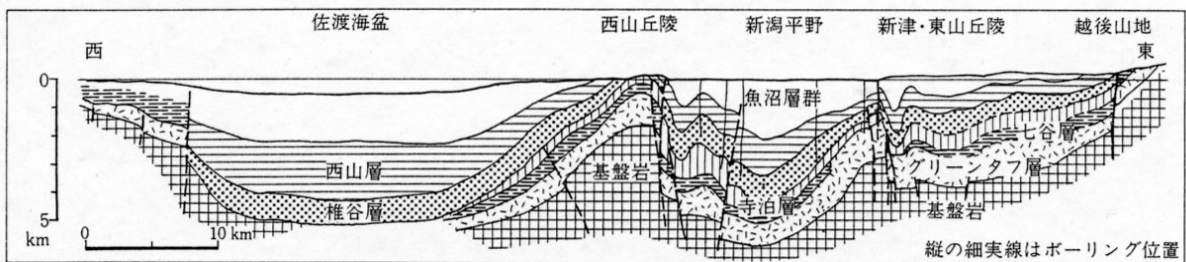 佐渡海盆 西山丘陵 新潟平野 新津・東山丘陵 越後山地
西 東
0
魚沼層群
七谷層
西山層 基盤岩 グリーンタフ層
椎谷層 寺泊層 基盤岩
5
km
0 10 km
縦の細実線はボーリング位置